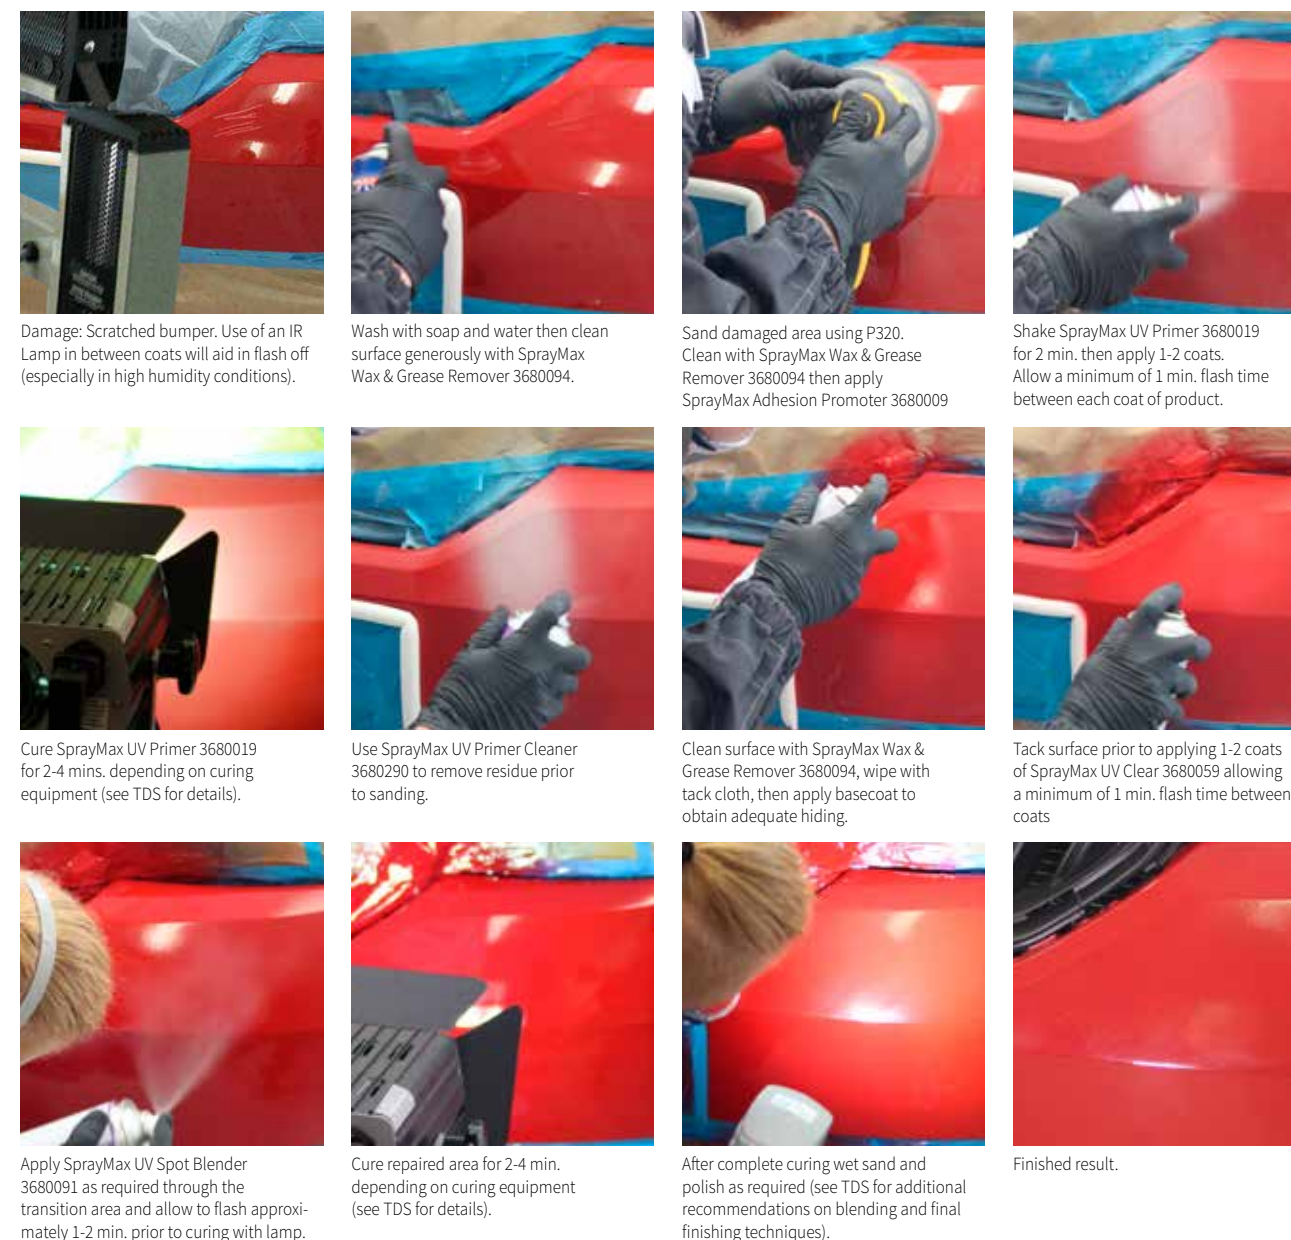 Damage: Scratched bumper. Use of an IR
Lamp in between coats will aid in flash off
(especially in high humidity conditions).
Wash with soap and water then clean
surface generously with SprayMax
Wax & Grease Remover 3680094.
Sand damaged area using P320.
Clean with SprayMax Wax & Grease
Remover 3680094 then apply
SprayMax Adhesion Promoter 3680009
Shake SprayMax UV Primer 3680019
for 2 min. then apply 1-2 coats.
Allow a minimum of 1 min. flash time
between each coat of product.
Cure SprayMax UV Primer 3680019
for 2-4 mins. depending on curing
equipment (see TDS for details).
Use SprayMax UV Primer Cleaner
3680290 to remove residue prior
to sanding.
Clean surface with SprayMax Wax &
Grease Remover 3680094, wipe with
tack cloth, then apply basecoat to
obtain adequate hiding.
Tack surface prior to applying 1-2 coats
of SprayMax UV Clear 3680059 allowing
a minimum of 1 min. flash time between
coats
Apply SprayMax UV Spot Blender
3680091 as required through the
transition area and allow to flash approxi-
mately 1-2 min. prior to curing with lamp.
Cure repaired area for 2-4 min.
depending on curing equipment
(see TDS for details).
After complete curing wet sand and
polish as required (see TDS for additional
recommendations on blending and final
finishing techniques).
Finished result.